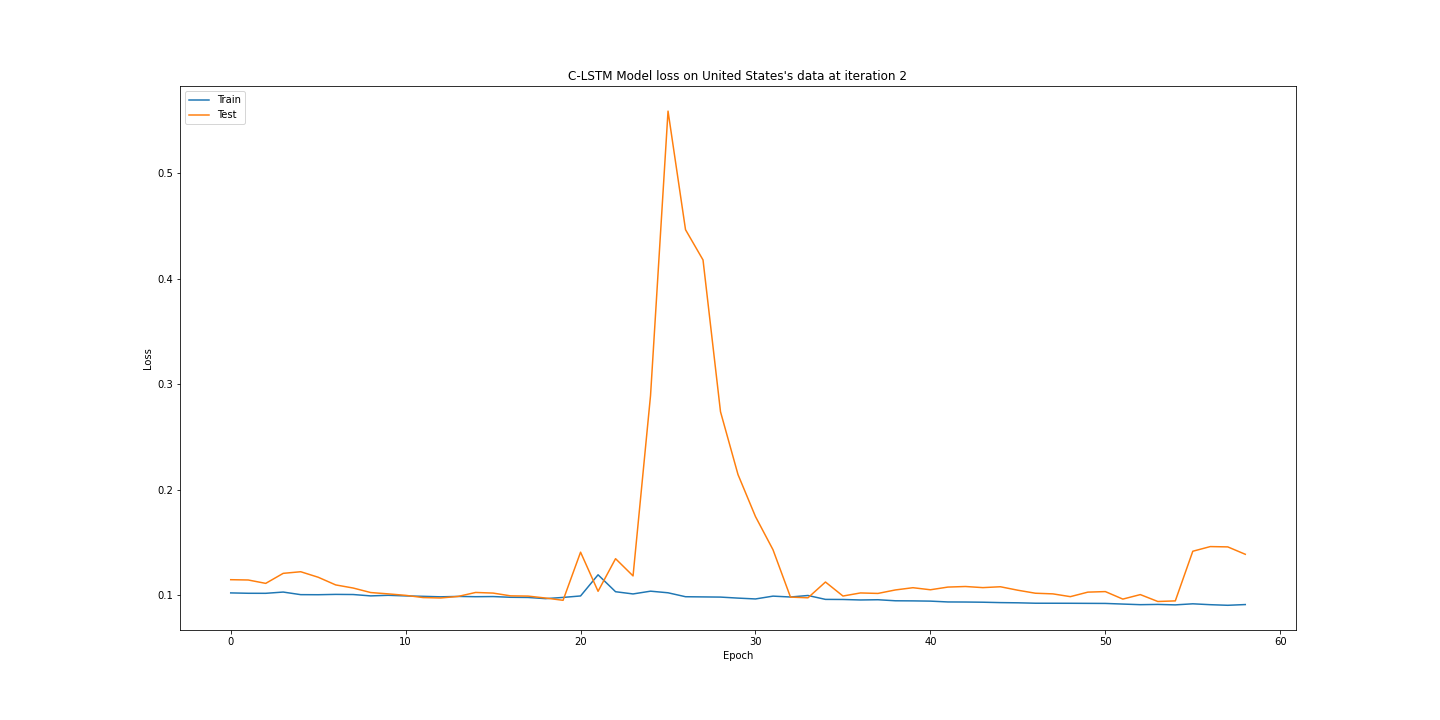 C-LSTM Model loss on United States's data at iteration 2
Train
Test
0.5
0.4
0.3
0.2
0.1
Loss
0 10 20 30 40 50 60
Epoch